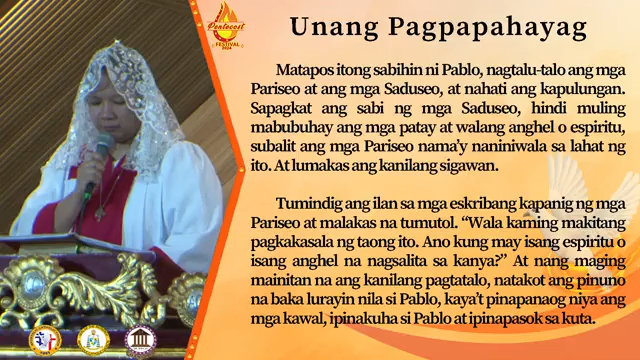 Pentecost
FESTIVAL
2024
Unang Pagpapahayag
Matapos itong sabihin ni Pablo, nagtalu-talo ang mga
Pariseo at ang mga Saduseo, at nahati ang kapulungan.
Sapagkat ang sabi ng mga Saduseo, hindi muling
mabubuhay ang mga patay at walang anghel o espiritu,
subalit ang mga Pariseo nama’y naniniwala sa lahat ng
ito. At lumakas ang kanilang sigawan.
Tumindig ang ilan sa mga eskribang kapanig ng mga
Pariseo at malakas na tumutol. “Wala kaming makitang
pagkakasala ng taong ito. Ano kung may isang espiritu o
isang anghel na nagsalita sa kanya?” At nang maging
mainitan na ang kanilang pagtatalo, natakot ang pinuno
na baka lurayin nila si Pablo, kaya’t pinapanaog niya ang
mga kawal, ipinakuha si Pablo at ipinapasok sa kuta.